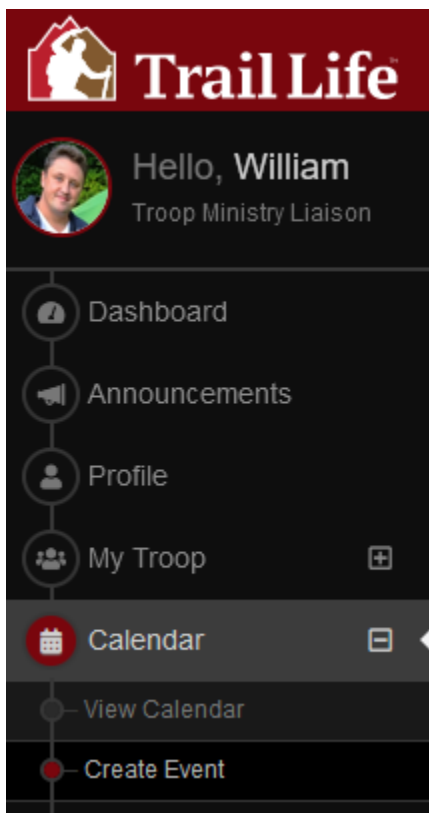 Trail Life
Hello, William
Troop Ministry Liaison
Dashboard
Announcements
Profile
My Troop
Calendar
View Calendar
Create Event